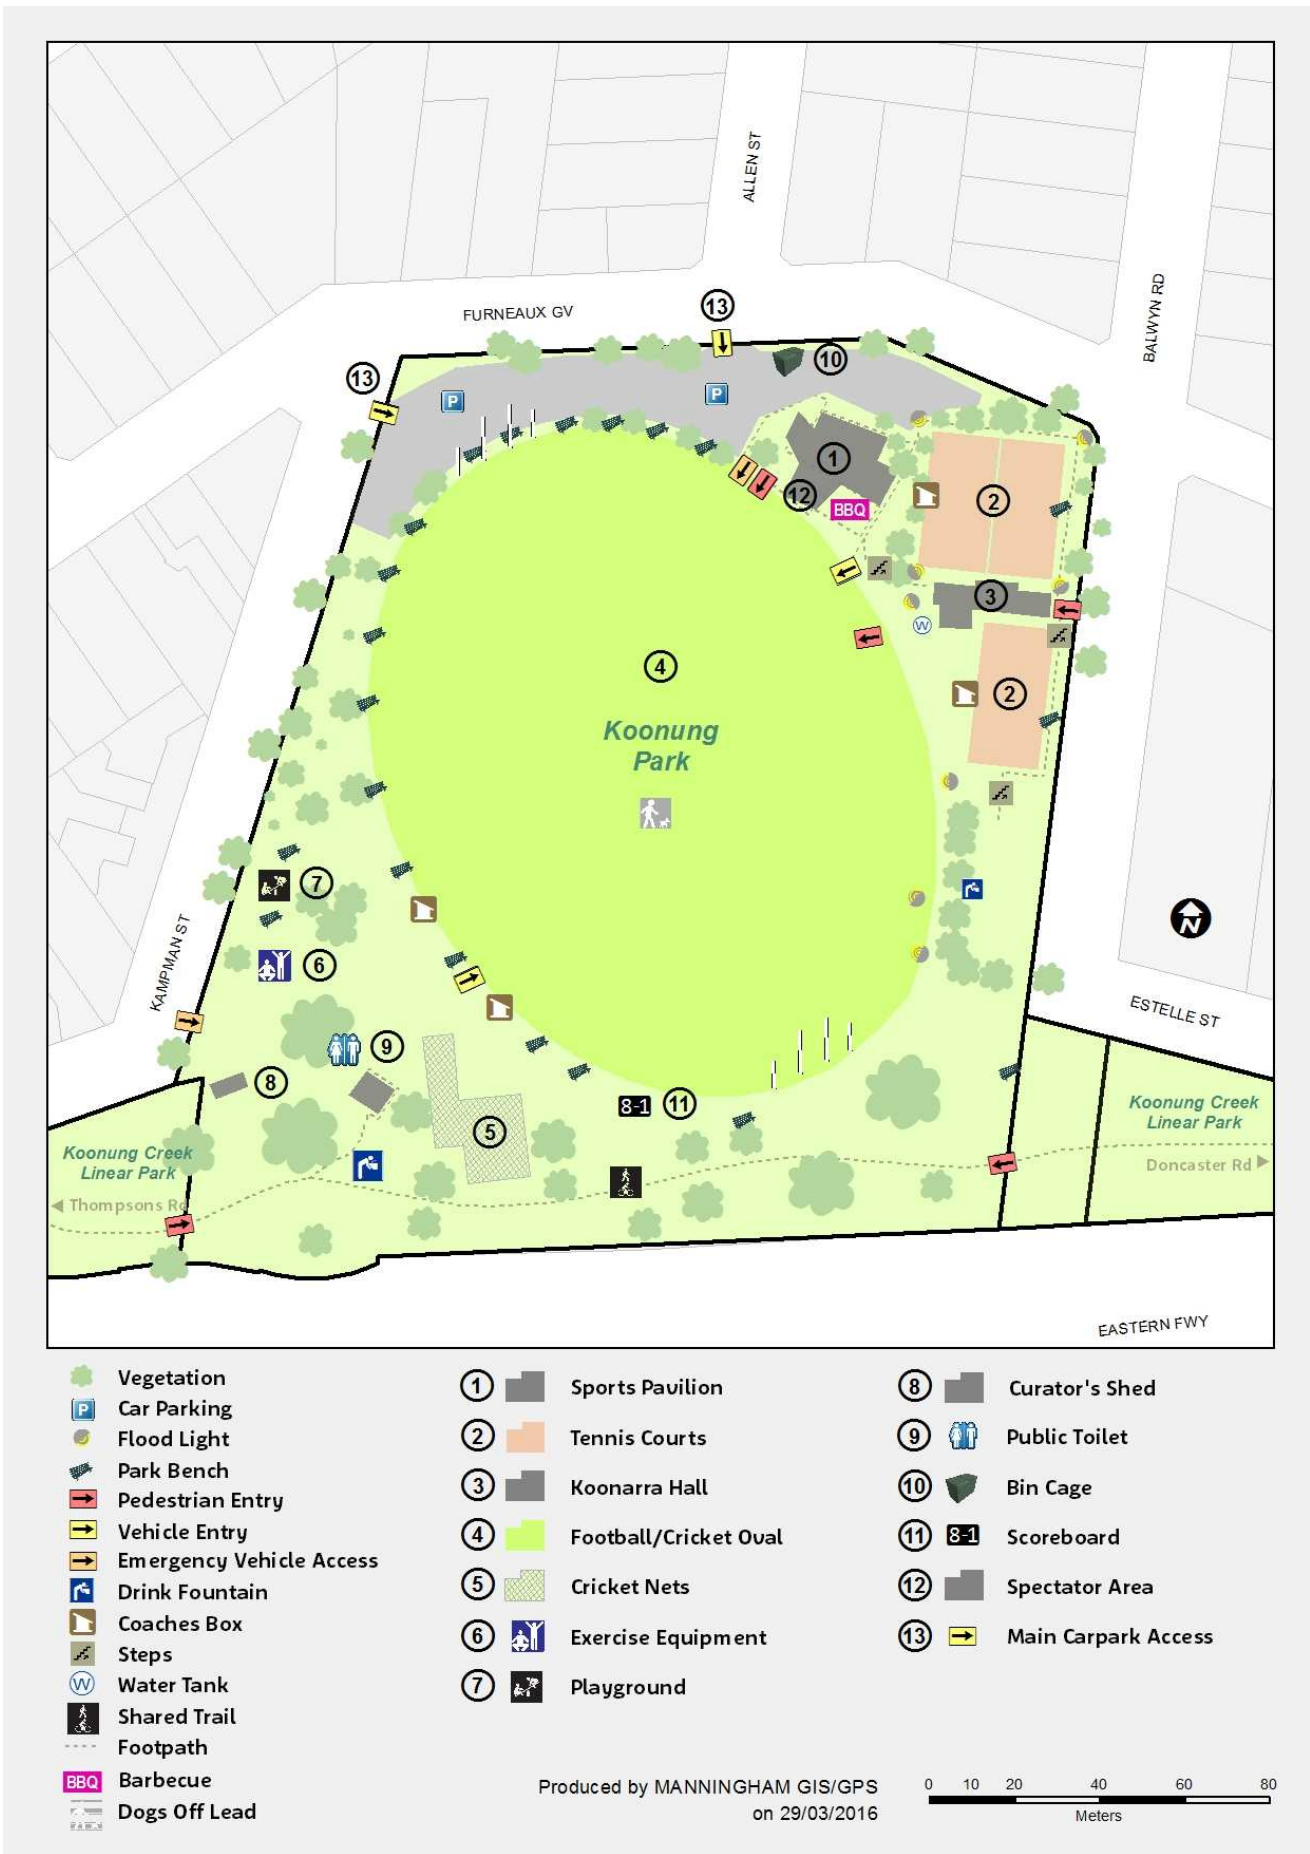 ALLEN ST
BALWYN RD
FURNEAUX GV
13
13
10
P
P
1
12
BBQ
2
3
W
4
2
Koonung
Park
7
KAMPMAN ST
6
N
ESTELLE ST
9
8
8-1
11
5
Koonung Creek
Linear Park
Koonung Creek
Linear Park
Doncaster Rd
Thompsons Rd
EASTERN FWY
Vegetation
P Car Parking
Flood Light
Park Bench
Pedestrian Entry
Vehicle Entry
Emergency Vehicle Access
Drink Fountain
Coaches Box
Steps
W Water Tank
Shared Trail
Footpath
BBQ Barbecue
Dogs Off Lead
1 Sports Pavilion
2 Tennis Courts
3 Koonarra Hall
4 Football/Cricket Oval
5 Cricket Nets
6 Exercise Equipment
7 Playground
8 Curator's Shed
9 Public Toilet
10 Bin Cage
11 8-1 Scoreboard
12 Spectator Area
13 Main Carpark Access
Produced by MANNINGHAM GIS/GPS
on 29/03/2016
0 10 20 40 60 80
Meters